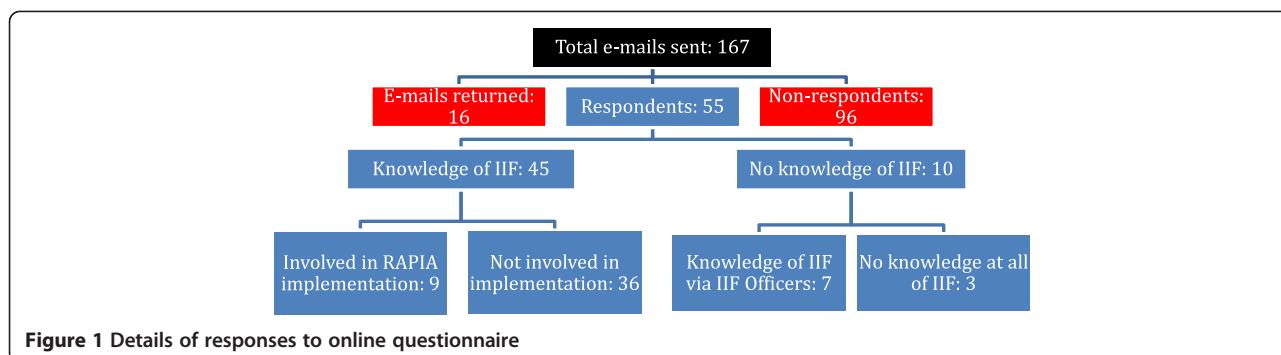 Total e-mails sent: 167
E-mails returned:
16
Respondents: 55
Non-respondents:
96
Knowledge of IIF: 45
No knowledge of IIF: 10
Involved in RAPIA
implementation: 9
Not involved in
implementation: 36
Knowledge of IIF
via IIF Officers: 7
No knowledge at all
of IIF: 3
Figure 1 Details of responses to online questionnaire